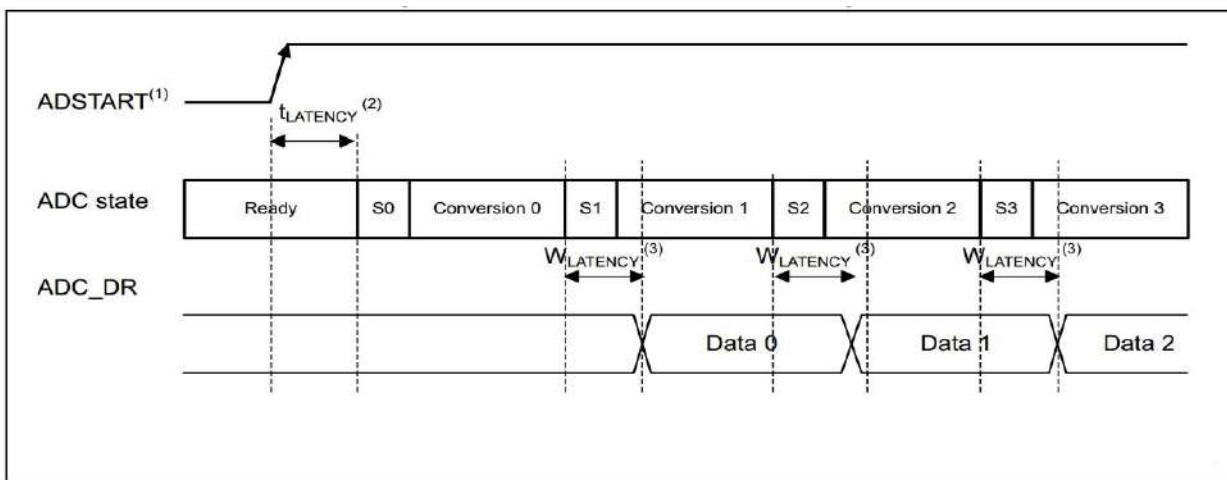 ADSTART(1)
tLATENCY (2)
ADC state
Ready S0 Conversion 0 S1 Conversion 1 S2 Conversion 2 S3 Conversion 3
WLATENCY(3) WLATENCY(3) WLATENCY(3)
ADC_DR
Data 0 Data 1 Data 2